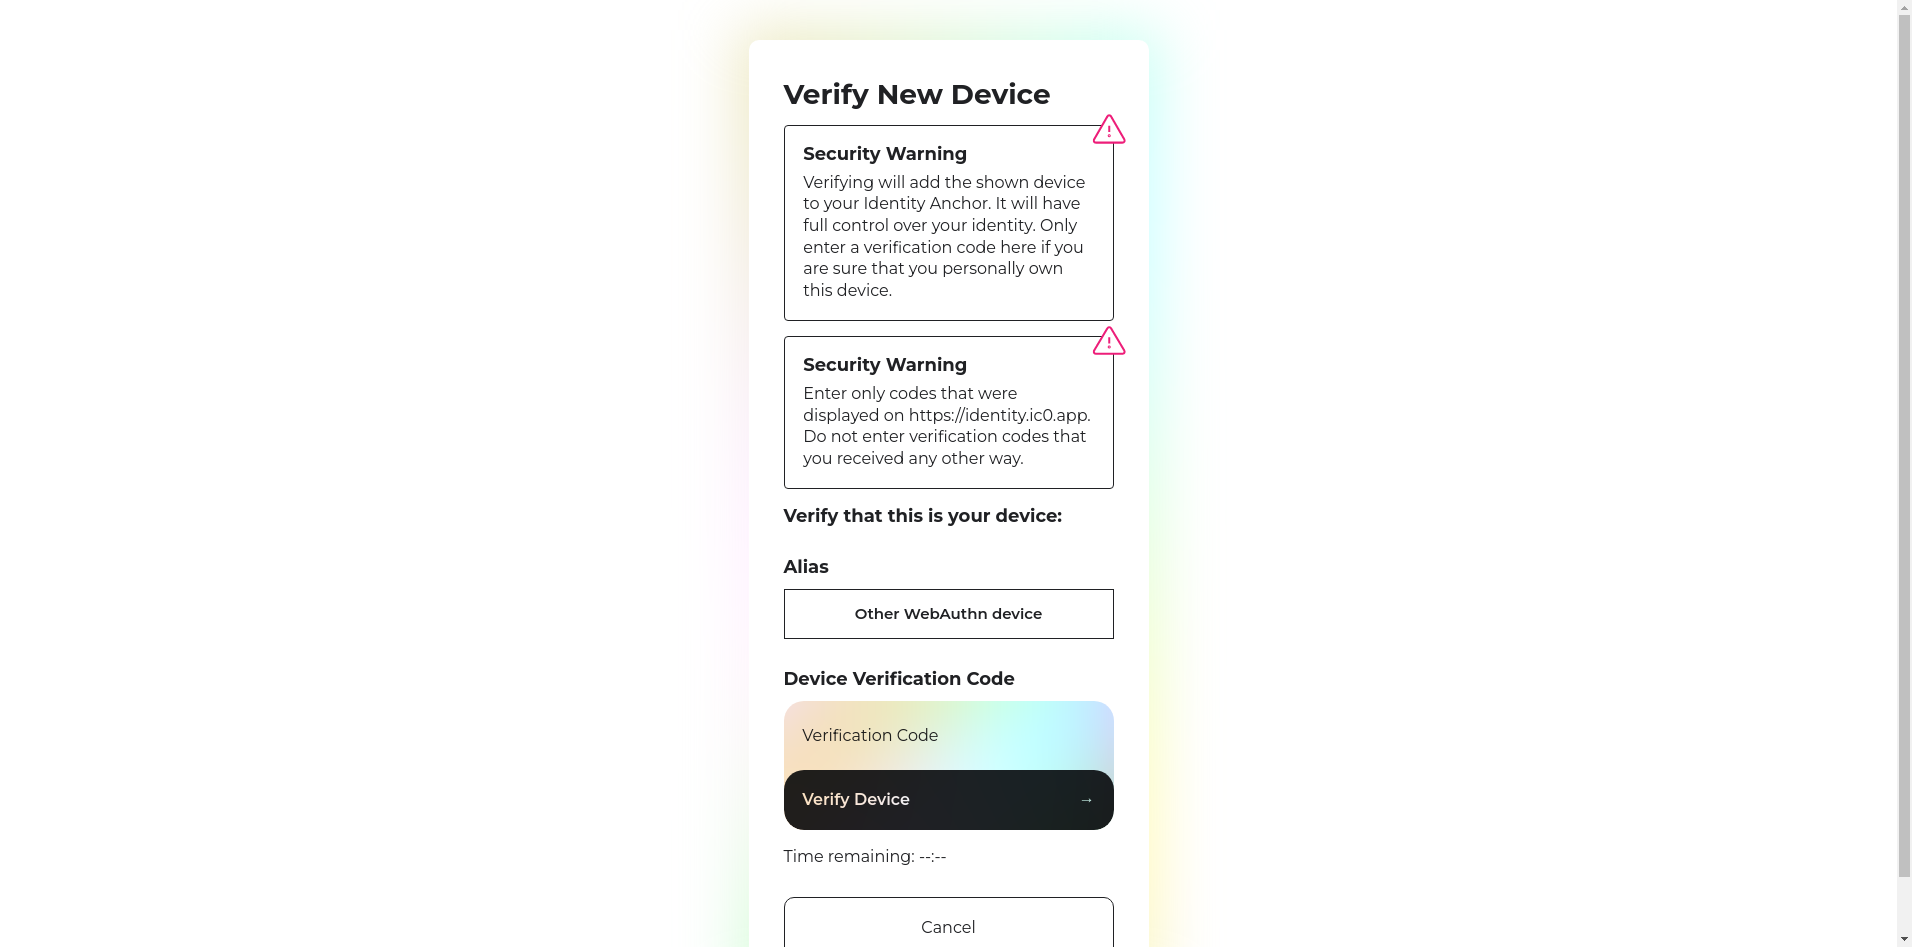 Verify New Device
Security Warning
Verifying will add the shown device
to your Identity Anchor. It will have
full control over your identity. Only
enter a verification code here if you
are sure that you personally own
this device.
Security Warning
Enter only codes that were
displayed on https://identity.ic0.app.
Do not enter verification codes that
you received any other way.
Verify that this is your device:
Alias
Other WebAuthn device
Device Verification Code
Verification Code
Verify Device →
Time remaining: --:--
Cancel